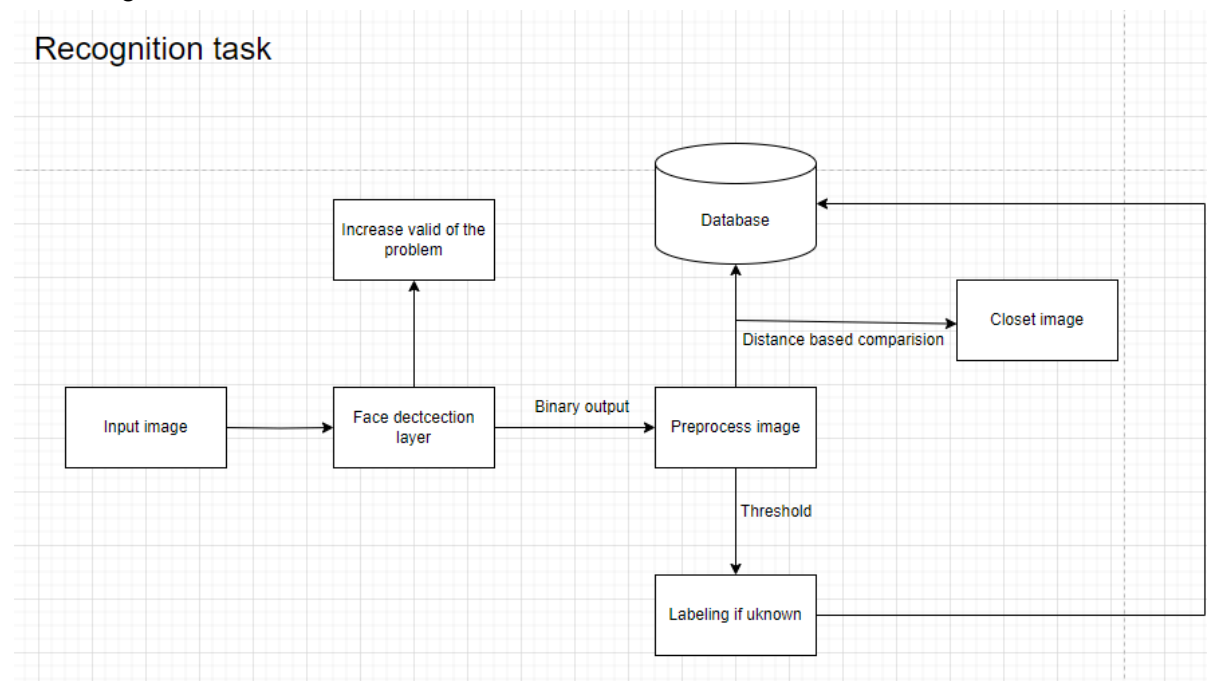 Recognition task
Database
Increase valid of the
problem
Closet image
Distance based comparision
Input image
Face dectcection
layer
Binary output
Preprocess image
Threshold
Labeling if uknown